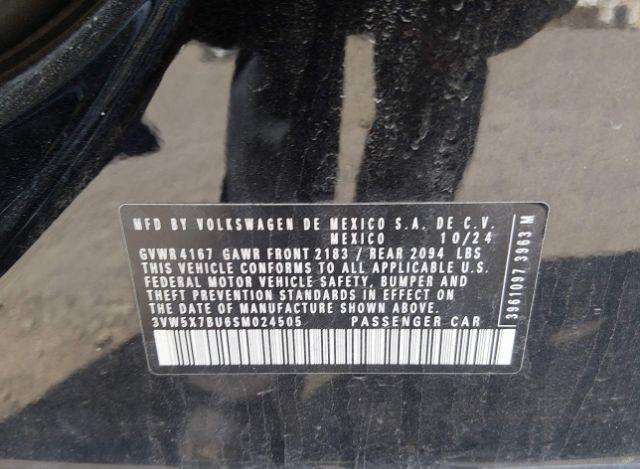 MFD BY VOLKSWAGEN DE MEXICO S.A. DE C.V.
MEXICO 10/24
GVWR4167 GAWR FRONT 2183 / REAR 2094 LBS
THIS VEHICLE CONFORMS TO ALL APPLICABLE U.S.
FEDERAL MOTOR VEHICLE SAFETY, BUMPER AND
THEFT PREVENTION STANDARDS IN EFFECT ON
THE DATE OF MANUFACTURE SHOWN ABOVE.
3VW5X7BU6SM024505 PASSENGER CAR
3961097 3963 M